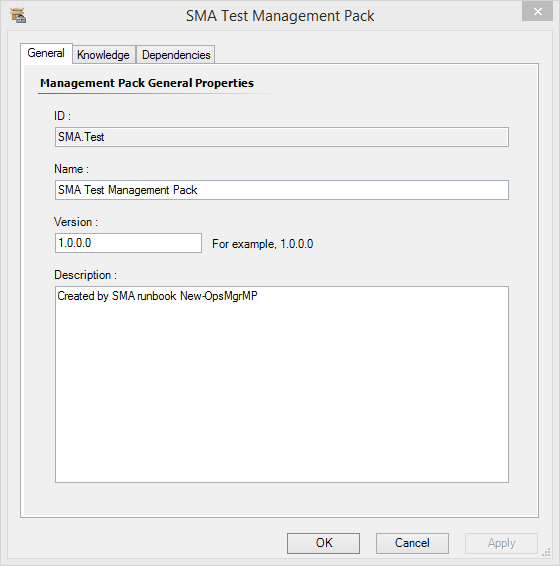 SMA Test Management Pack
General
Knowledge
Dependencies
Management Pack General Properties
ID :
SMA.Test
Name :
SMA Test Management Pack
Version :
1.0.0.0
For example, 1.0.0.0
Description :
Created by SMA runbook New-OpsMgrMP
OK
Cancel
Apply